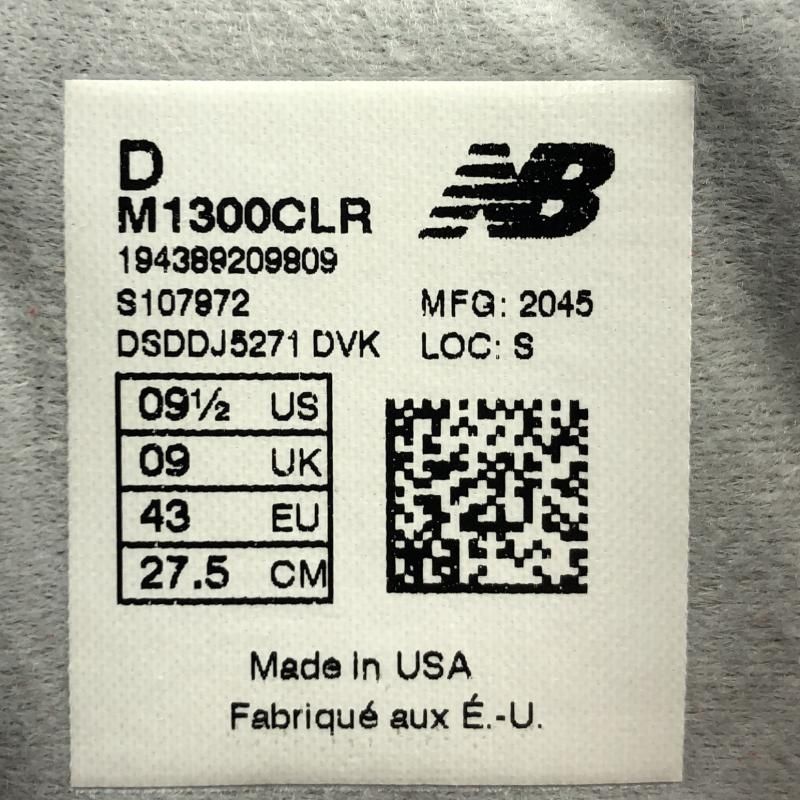 D
NB
M1300CLR
194389209809
S107972
MFG: 2045
DSDDJ5271 DVK
LOC: S
09½ US
09 UK
43 EU
27.5 CM
Made in USA
Fabriqué aux É.-U.